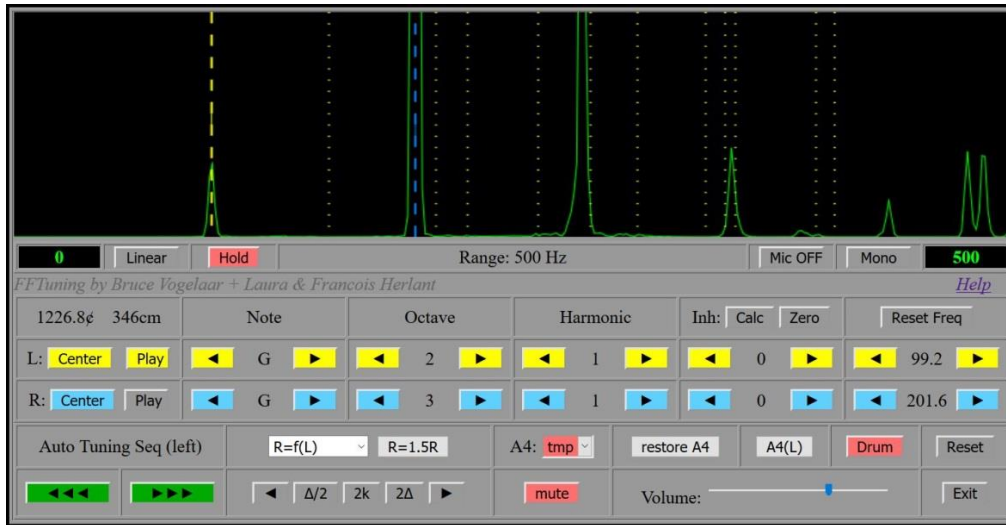 0 Linear Hold Range: 500 Hz Mic OFF Mono 500
FFTuning by Bruce Vogelaar + Laura & Francois Herlant Help
1226.8¢ 346cm Note Octave Harmonic Inh: Calc Zero Reset Freq
L: Center Play ◄ G ► ◄ 2 ► ◄ 1 ► ◄ 0 ► ◄ 99.2 ►
R: Center Play ◄ G ► ◄ 3 ► ◄ 1 ► ◄ 0 ► ◄ 201.6 ►
Auto Tuning Seq (left) R=f(L) R=1.5R A4: tmp restore A4 A4(L) Drum Reset
◄◄◄ ►►► ◄ Δ/2 2k 2Δ ► mute Volume: Exit